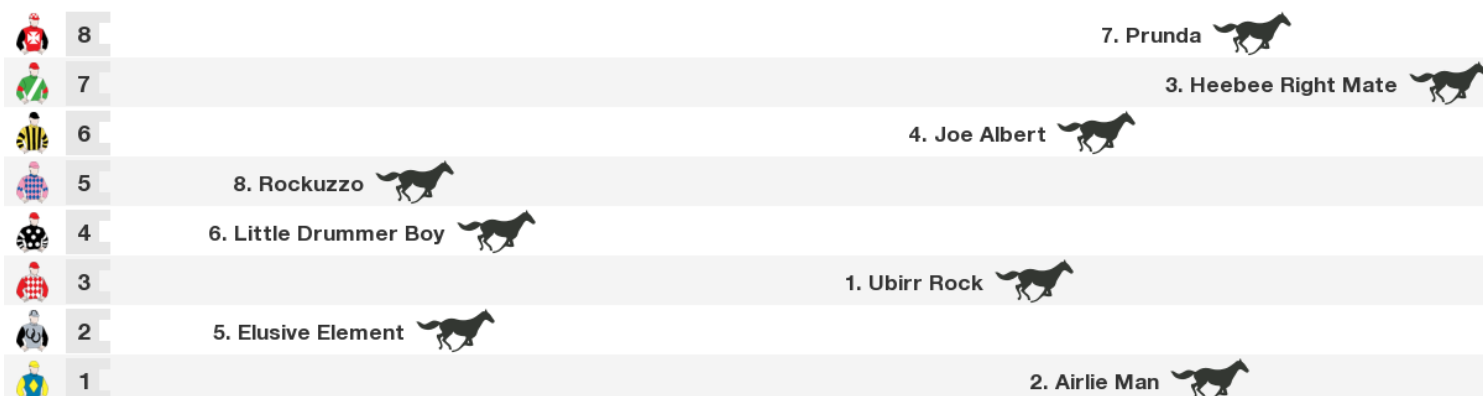 8 7. Prunda
7 3. Heebee Right Mate
6 4. Joe Albert
5 8. Rockuzzo
4 6. Little Drummer Boy
3 1. Ubirr Rock
2 5. Elusive Element
1 2. Airlie Man